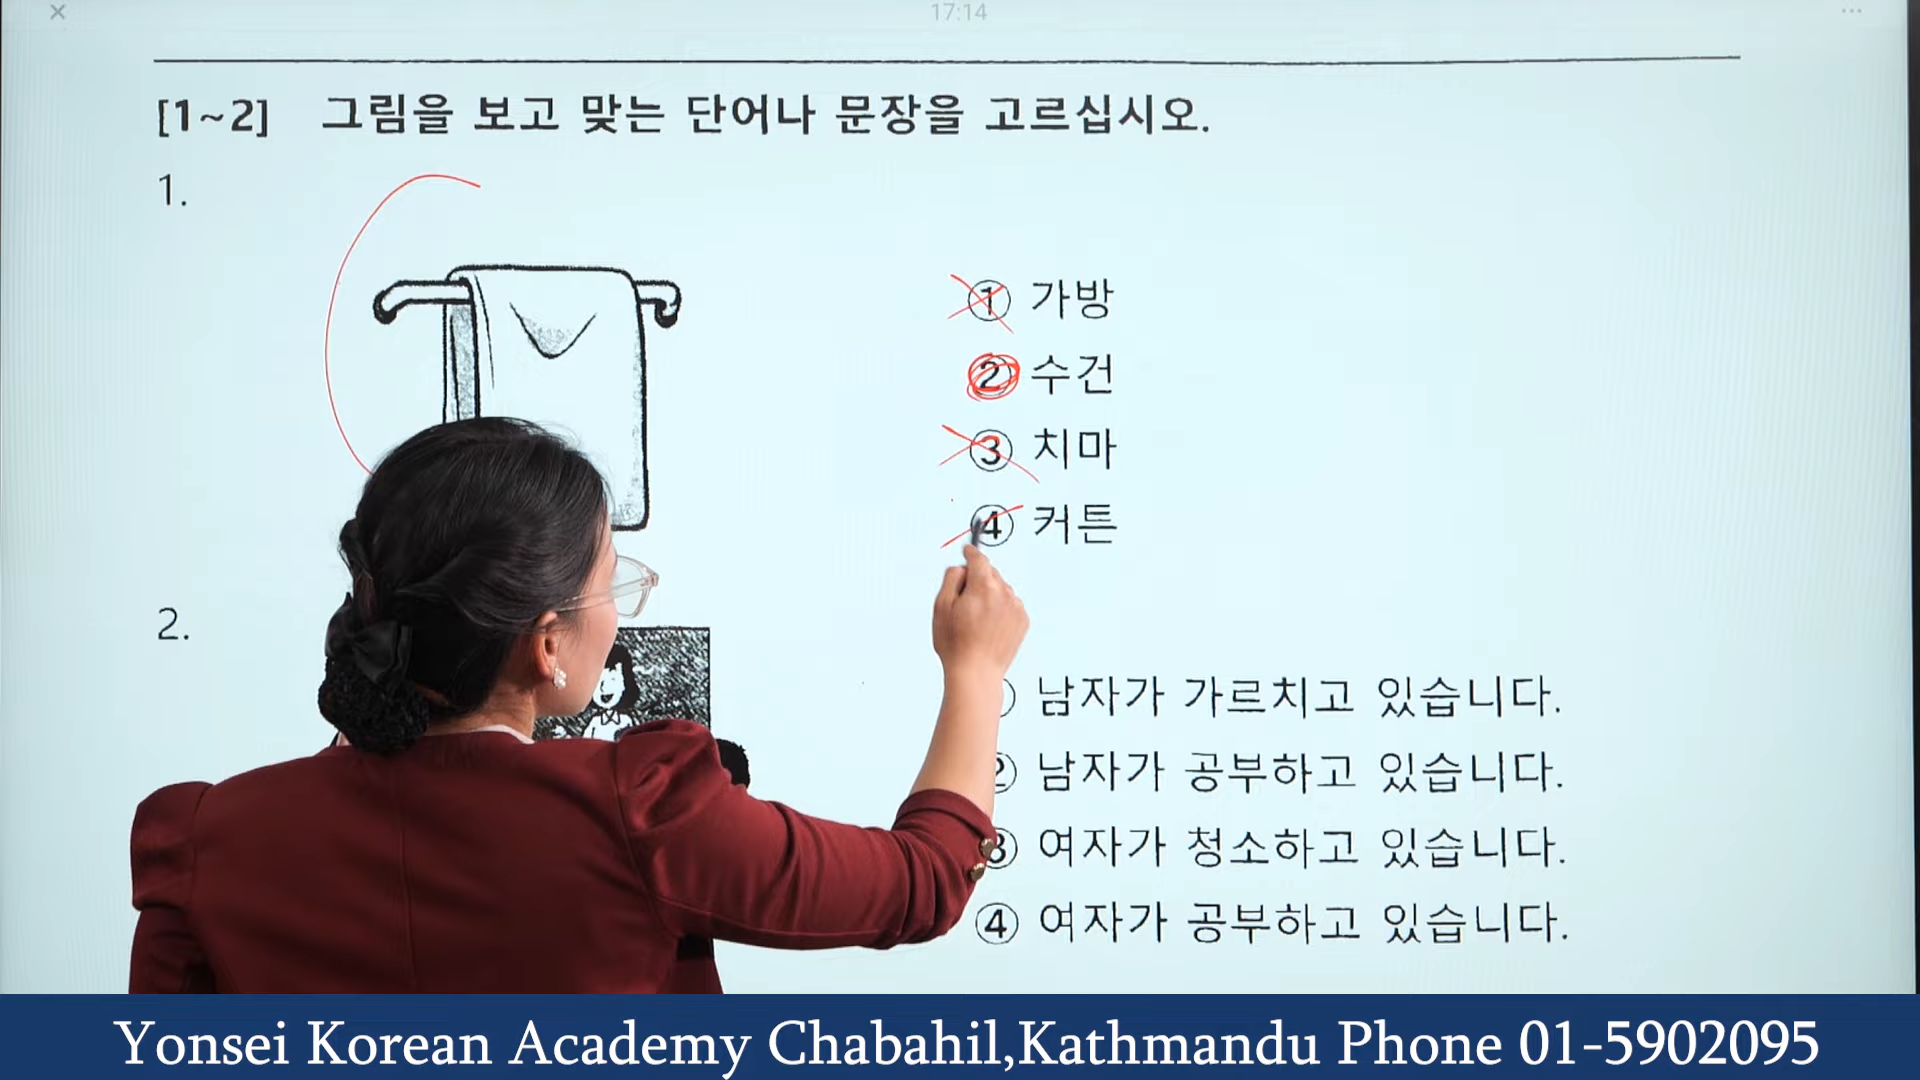 17:14
[1~2] 그림을 보고 맞는 단어나 문장을 고르십시오.
1.
① 가방
② 수건
③ 치마
④ 커튼
2.
남자가 가르치고 있습니다.
② 남자가 공부하고 있습니다.
③ 여자가 청소하고 있습니다.
④ 여자가 공부하고 있습니다.
Yonsei Korean Academy Chabahil,Kathmandu Phone 01-5902095